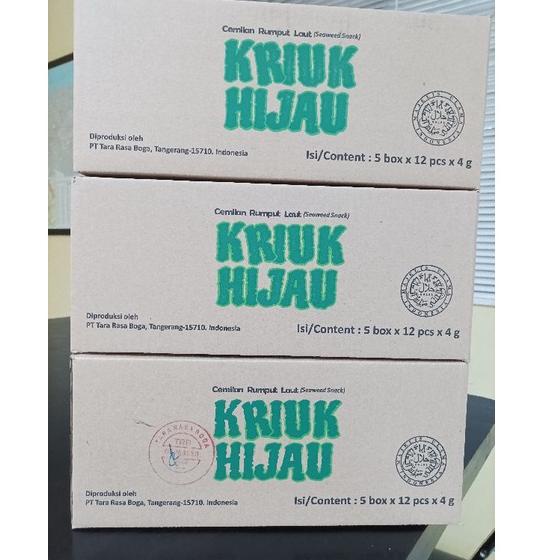 Cemilan Rumput Laut (Seaweed Snack)
KRIUK
HIJAU
Diproduksi oleh
PT Tara Rasa Boga, Tangerang-15710. Indonesia
Isi/Content : 5 box x 12 pcs x 4 g
Cemilan Rumput Laut (Seaweed Snack)
KRIUK
HIJAU
Diproduksi oleh
PT Tara Rasa Boga, Tangerang-15710. Indonesia
Isi/Content : 5 box x 12 pcs x 4 g
Cemilan Rumput Laut (Seaweed Snack)
KRIUK
HIJAU
TRB
Diproduksi oleh
PT Tara Rasa Boga, Tangerang-15710. Indonesia
Isi/Content : 5 box x 12 pcs x 4 g